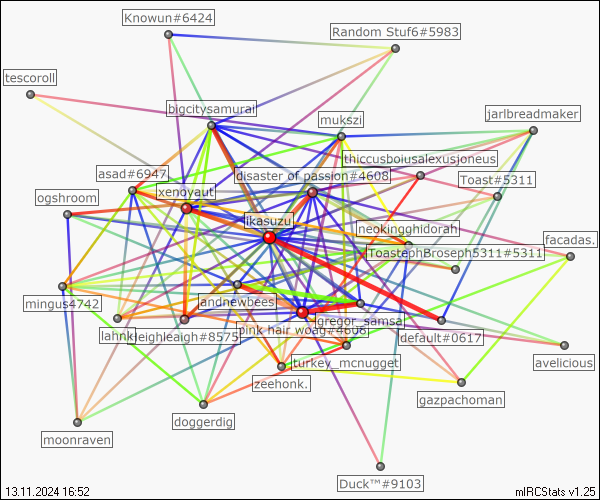 Knowun#6424
Random Stuf6#5983
tescoroll
bigcitysamurail
mukszi
jarlbreadmaker
thiccusboiusalexusjoneus
asad#6947
disaster of passion#4608
Toast#5311
xenoyaut
ogshroom
ikasuzu
neokingghidorah
facadas.
ToastephBroseph5311#5311
mingus4742
andnewbees
gregor_samsa
lahnk
leighleaigh#8575
pink hair woag#4606
default#0617
avelicious
turkey_mcnugget
zeehonk.
gazpachoman
doggerdig
moonraven
Duck™#9103
13.11.2024 16:52
mIRCStats v1.25